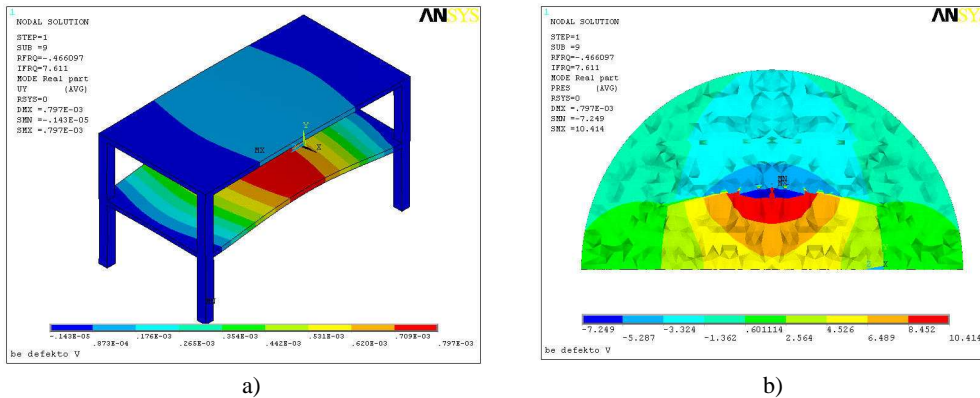 1
NODAL SOLUTION
STEP=1
SUB =9
RFRQ=-.466097
IFRQ=7.611
MODE Real part
UY (AVG)
RSYS=0
DMX =.797E-03
SMN =-.143E-05
SMX =.797E-03
ANSYS
MX
Y
X
-.143E-05 .176E-03 .354E-03 .531E-03 .709E-03
.873E-04 .265E-03 .442E-03 .620E-03 .797E-03
be defekto V
a)
1
NODAL SOLUTION
STEP=1
SUB =9
RFRQ=-.466097
IFRQ=7.611
MODE Real part
PRES (AVG)
RSYS=0
DMX =.797E-03
SMN =-7.249
SMX =10.414
ANSYS
X
-7.249 -3.324 .601114 4.526 8.452
-5.287 -1.362 2.564 6.489 10.414
be defekto V
b)